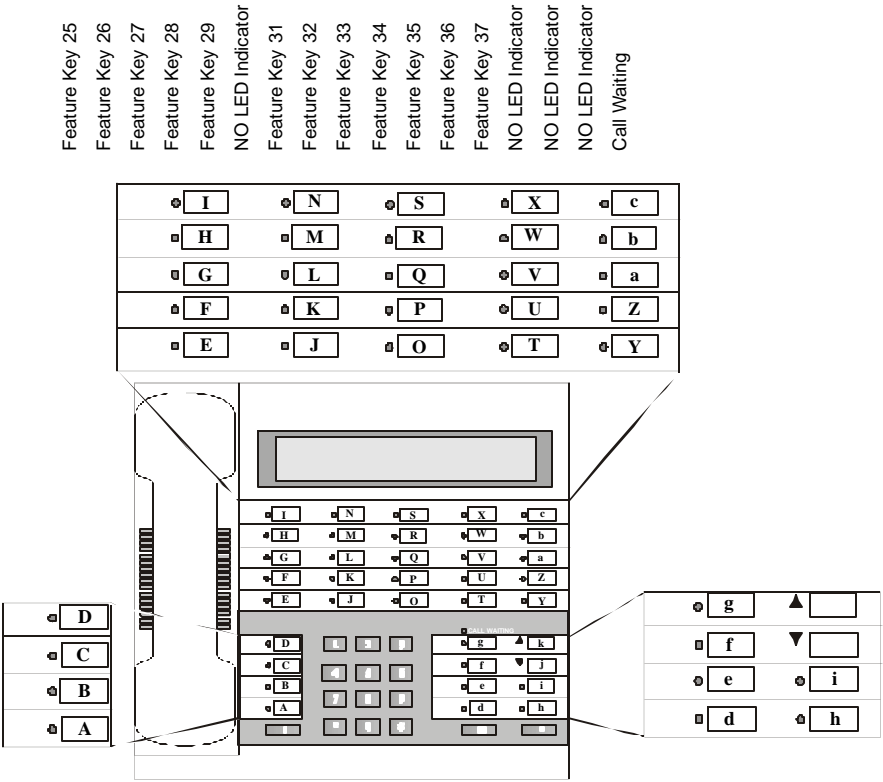 Feature Key 25
Feature Key 26
Feature Key 27
Feature Key 28
Feature Key 29
NO LED Indicator
Feature Key 31
Feature Key 32
Feature Key 33
Feature Key 34
Feature Key 35
Feature Key 36
Feature Key 37
NO LED Indicator
NO LED Indicator
NO LED Indicator
Call Waiting
I N S X c
H M R W b
G L Q V a
F K P U Z
E J O T Y
I N S X c
H M R W b
G L Q V a
F K P U Z
E J O T Y
CALL WAITING
D g k
C f j
B e i
A d h
D
C
B
A
g
f
e i
d h